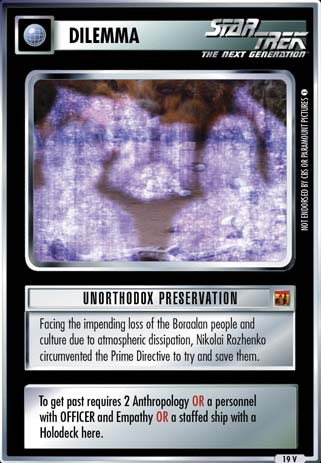 DILEMMA
STAR TREK
THE NEXT GENERATION®
NOT ENDORSED BY CBS OR PARAMOUNT PICTURES
UNORTHODOX PRESERVATION
Facing the impending loss of the Boraalan people and
culture due to atmospheric dissipation, Nikolai Rozhenko
circumvented the Prime Directive to try and save them.
To get past requires 2 Anthropology OR a personnel
with OFFICER and Empathy OR a staffed ship with a
Holodeck here.
19 V